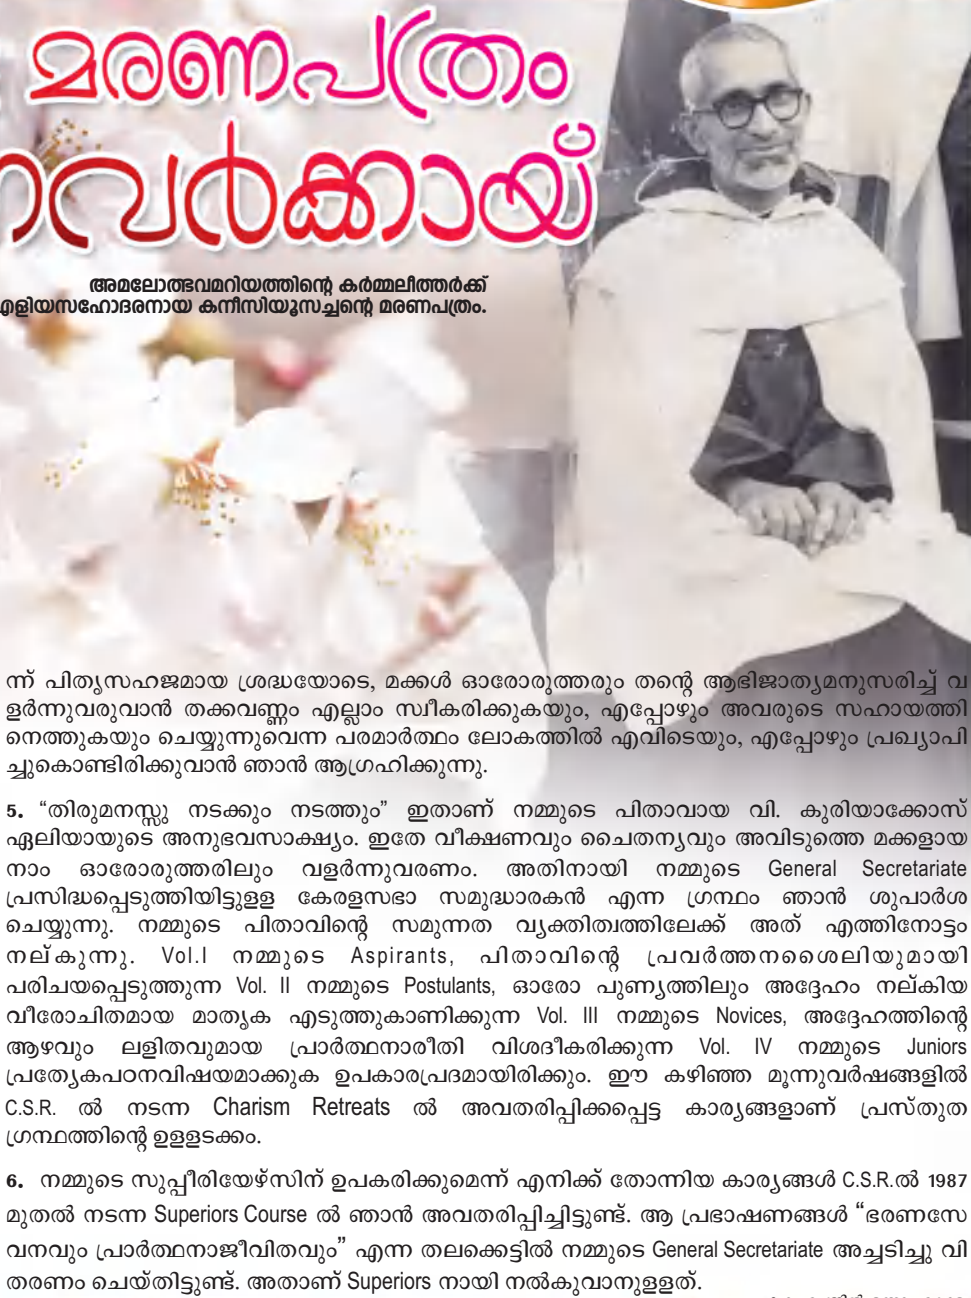 മരണപത്രം
വർക്കായ്
അമലോത്ഭവമറിയത്തിന്റെ കർമ്മലീത്തർക്ക്
എളിയസഹോദരനായ കനീസിയൂസച്ചന്റെ മരണപത്രം.
ന്ന് പിതൃസഹജമായ ശ്രദ്ധയോടെ, മക്കൾ ഓരോരുത്തരും തന്റെ ആഭിജാത്യമനുസരിച്ച് വ
ളർന്നുവരുവാൻ തക്കവണ്ണം എല്ലാം സ്വീകരിക്കുകയും, എപ്പോഴും അവരുടെ സഹായത്തി
നെത്തുകയും ചെയ്യുന്നുവെന്ന പരമാർത്ഥം ലോകത്തിൽ എവിടെയും, എപ്പോഴും പ്രഖ്യാപി
ച്ചുകൊണ്ടിരിക്കുവാൻ ഞാൻ ആഗ്രഹിക്കുന്നു.
5. “തിരുമനസ്സു നടക്കും നടത്തും” ഇതാണ് നമ്മുടെ പിതാവായ വി. കുരിയാക്കോസ്
ഏലിയായുടെ അനുഭവസാക്ഷ്യം. ഇതേ വീക്ഷണവും ചൈതന്യവും അവിടുത്തെ മക്കളായ
നാം ഓരോരുത്തരിലും വളർന്നുവരണം. അതിനായി നമ്മുടെ General Secretariate
പ്രസിദ്ധപ്പെടുത്തിയിട്ടുളള കേരളസഭാ സമുദ്ധാരകൻ എന്ന ഗ്രന്ഥം ഞാൻ ശുപാർശ
ചെയ്യുന്നു. നമ്മുടെ പിതാവിന്റെ സമുന്നത വ്യക്തിത്വത്തിലേക്ക് അത് എത്തിനോട്ടം
നല്കുന്നു. Vol.I നമ്മുടെ Aspirants, പിതാവിന്റെ പ്രവർത്തനശൈലിയുമായി
പരിചയപ്പെടുത്തുന്ന Vol. II നമ്മുടെ Postulants, ഓരോ പുണ്യത്തിലും അദ്ദേഹം നല്കിയ
വീരോചിതമായ മാതൃക എടുത്തുകാണിക്കുന്ന Vol. III നമ്മുടെ Novices, അദ്ദേഹത്തിന്റെ
ആഴവും ലളിതവുമായ പ്രാർത്ഥനാരീതി വിശദീകരിക്കുന്ന Vol. IV നമ്മുടെ Juniors
പ്രത്യേകപഠനവിഷയമാക്കുക ഉപകാരപ്രദമായിരിക്കും. ഈ കഴിഞ്ഞ മൂന്നുവർഷങ്ങളിൽ
C.S.R. ൽ നടന്ന Charism Retreats ൽ അവതരിപ്പിക്കപ്പെട്ട കാര്യങ്ങളാണ് പ്രസ്തുത
ഗ്രന്ഥത്തിന്റെ ഉളളടക്കം.
6. നമ്മുടെ സുപ്പീരിയേഴ്സിന് ഉപകരിക്കുമെന്ന് എനിക്ക് തോന്നിയ കാര്യങ്ങൾ C.S.R.ൽ 1987
മുതൽ നടന്ന Superiors Course ൽ ഞാൻ അവതരിപ്പിച്ചിട്ടുണ്ട്. ആ പ്രഭാഷണങ്ങൾ “ഭരണസേ
വനവും പ്രാർത്ഥനാജീവിതവും” എന്ന തലക്കെട്ടിൽ നമ്മുടെ General Secretariate അച്ചടിച്ചു വി
തരണം ചെയ്തിട്ടുണ്ട്. അതാണ് Superiors നായി നൽകുവാനുളളത്.